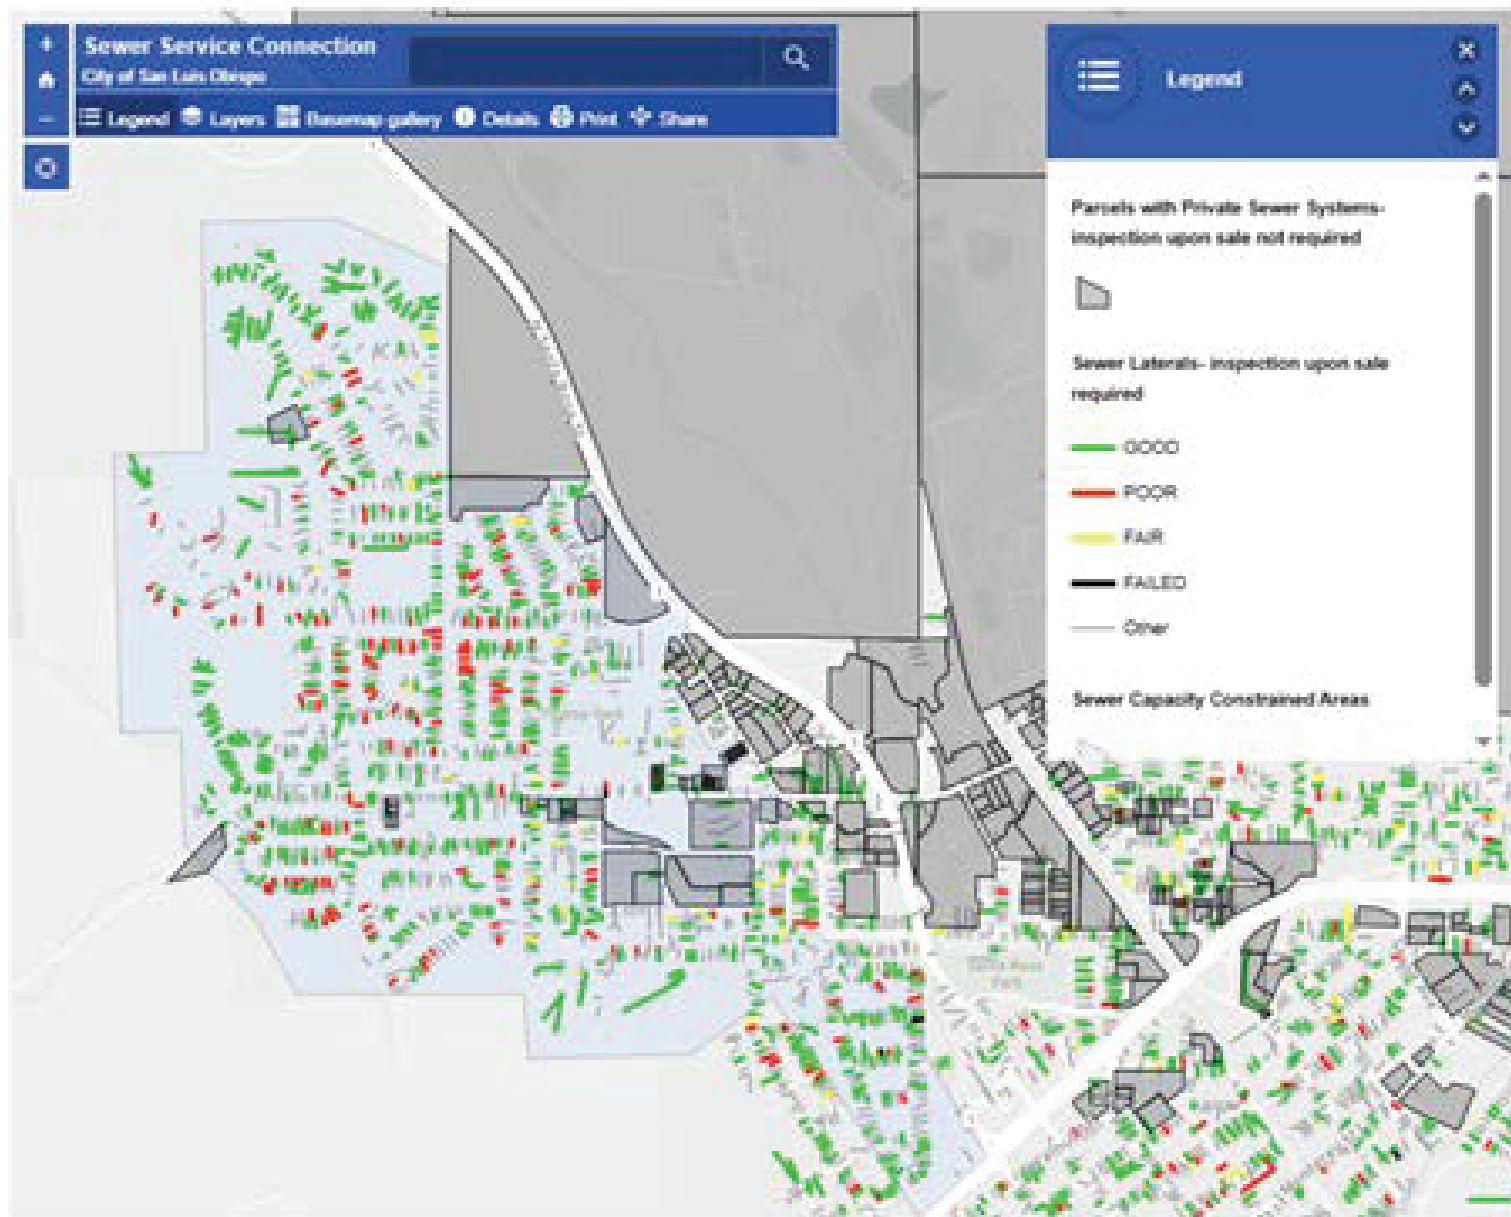 Sewer Service Connection
City of San Luis Obispo
Legend Layers Basemap gallery Details Print Share
Legend
Parcels with Private Sewer Systems-
inspection upon sale not required
Sewer Laterals- inspection upon sale
required
GOOD
POOR
FAIR
FAILED
Other
Sewer Capacity Constrained Areas